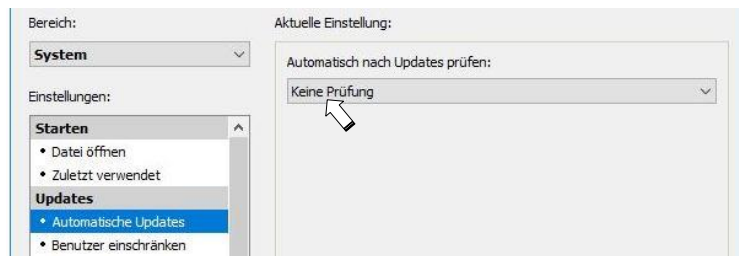 Bereich:
System
Einstellungen:
Starten
• Datei öffnen
• Zuletzt verwendet
Updates
• Automatische Updates
• Benutzer einschränken
Aktuelle Einstellung:
Automatisch nach Updates prüfen:
Keine Prüfung